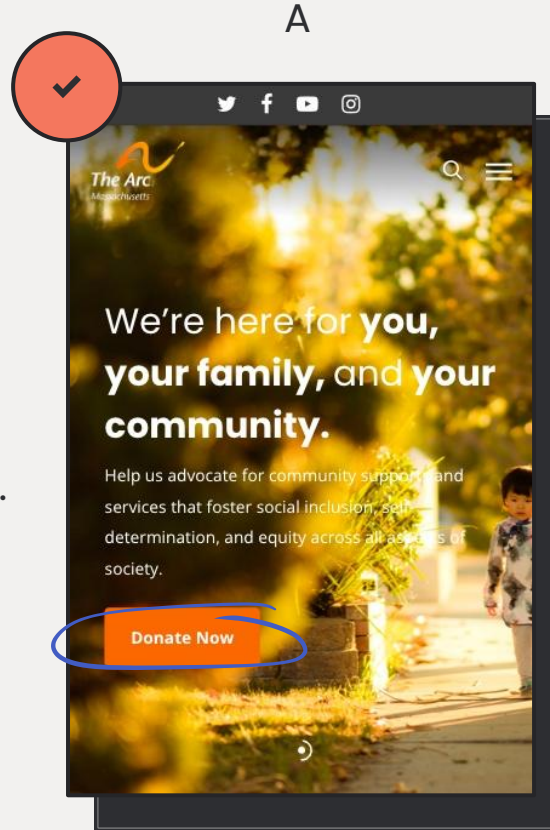 A
The Arc
Massachusetts
We're here for you,
your family, and your
community.
Help us advocate for community supports and
services that foster social inclusion, self-
determination, and equity across all aspects of
society.
Donate Now
.